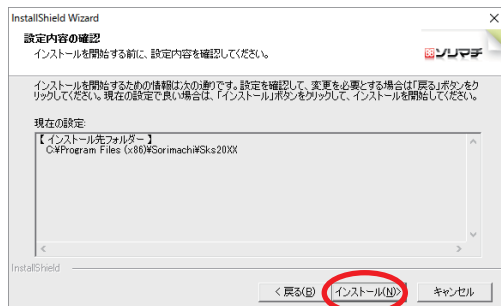 InstallShield Wizard
設定内容の確認
インストールを開始する前に、設定内容を確認してください。
ソリマチ
インストールを開始するための情報は次の通りです。設定を確認して、変更を必要とする場合は「戻る」ボタンをク
リックしてください。現在の設定で良い場合は、「インストール」ボタンをクリックして、インストールを開始してください。
現在の設定:
【 インストール先フォルダー 】
C:¥Program Files (x86)¥Sorimachi¥Sks20XX
InstallShield
< 戻る(B)
インストール(N)>
キャンセル